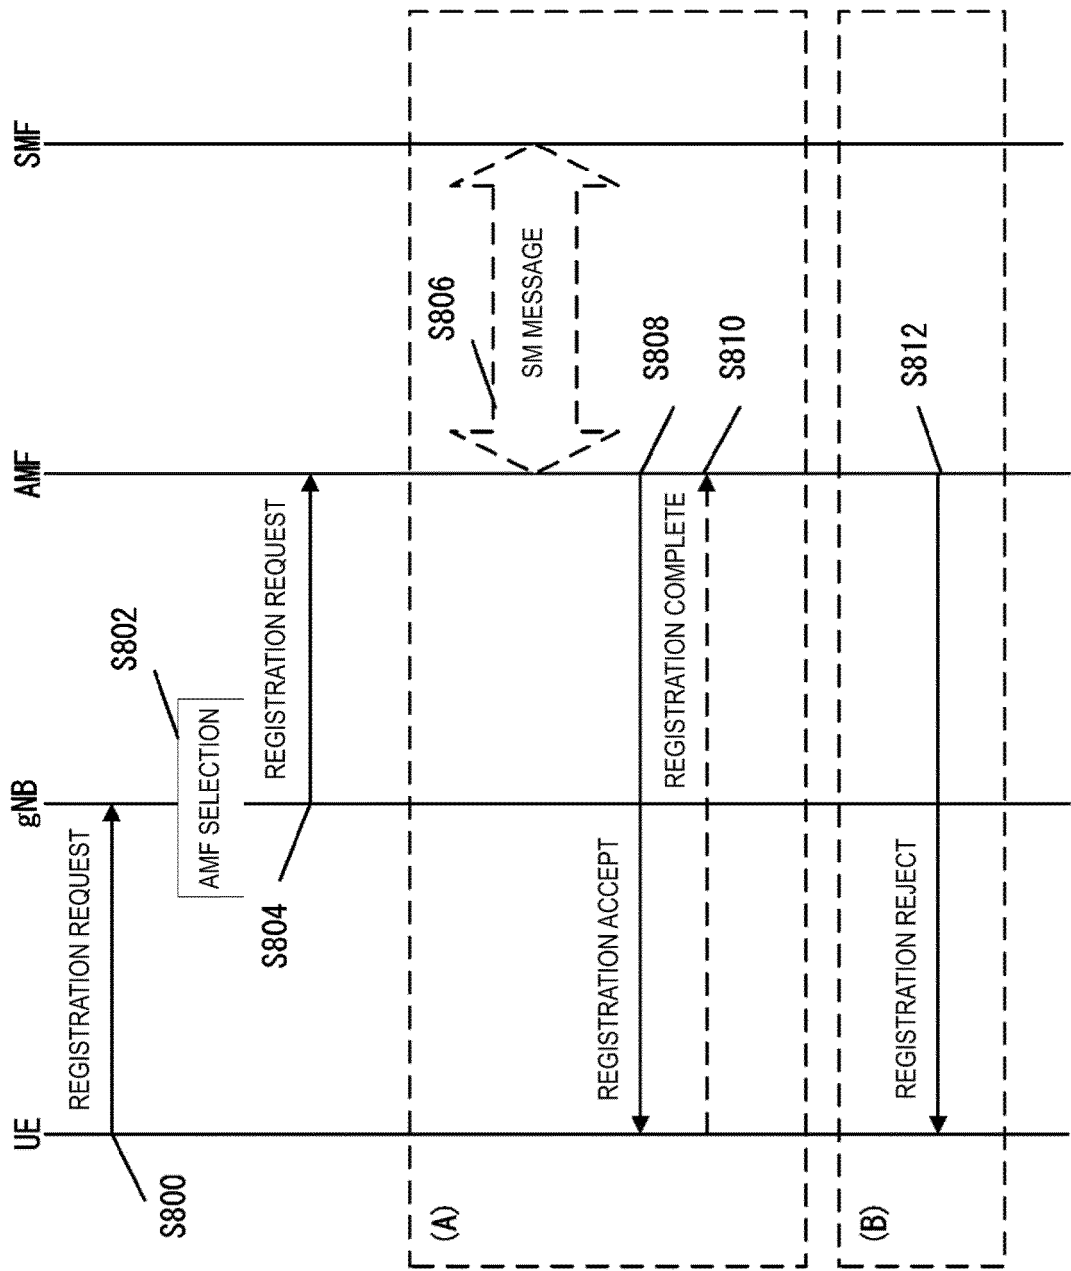 UE
gNB
AMF
SMF
S800
REGISTRATION REQUEST
AMF SELECTION
S802
S804
REGISTRATION REQUEST
(A)
S806
SM MESSAGE
REGISTRATION ACCEPT
S808
REGISTRATION COMPLETE
S810
(B)
REGISTRATION REJECT
S812